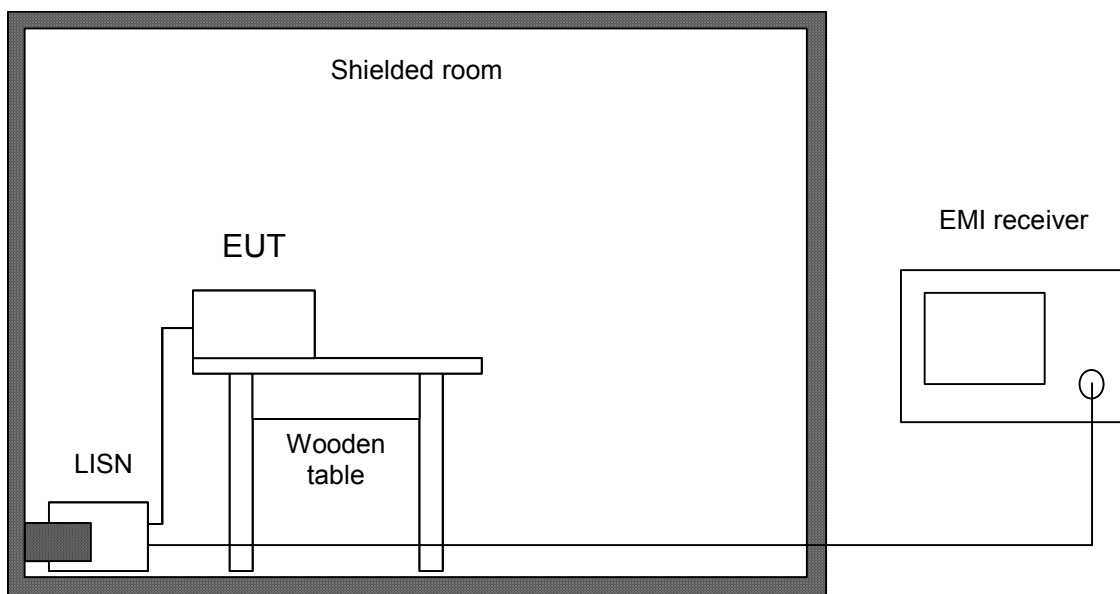 Shielded room
EMI receiver
EUT
Wooden
table
LISN